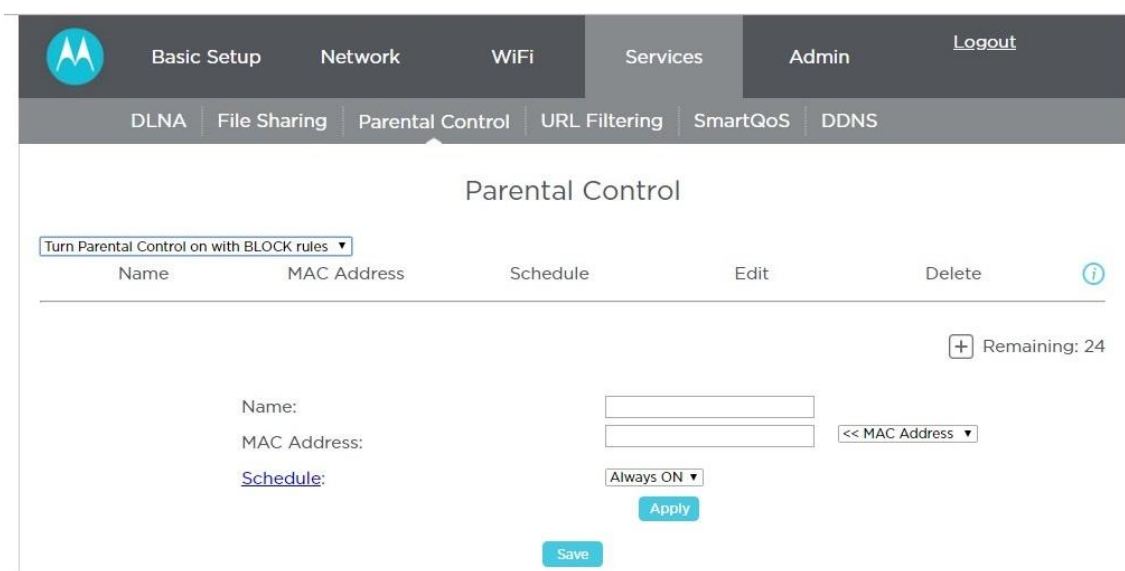 Basic Setup Network WiFi Services Admin Logout
DLNA File Sharing Parental Control URL Filtering SmartQoS DDNS
Parental Control
Turn Parental Control on with BLOCK rules ▼
Name MAC Address Schedule Edit Delete i
+ Remaining: 24
Name:
MAC Address: << MAC Address ▼
Schedule: Always ON ▼
Apply
Save